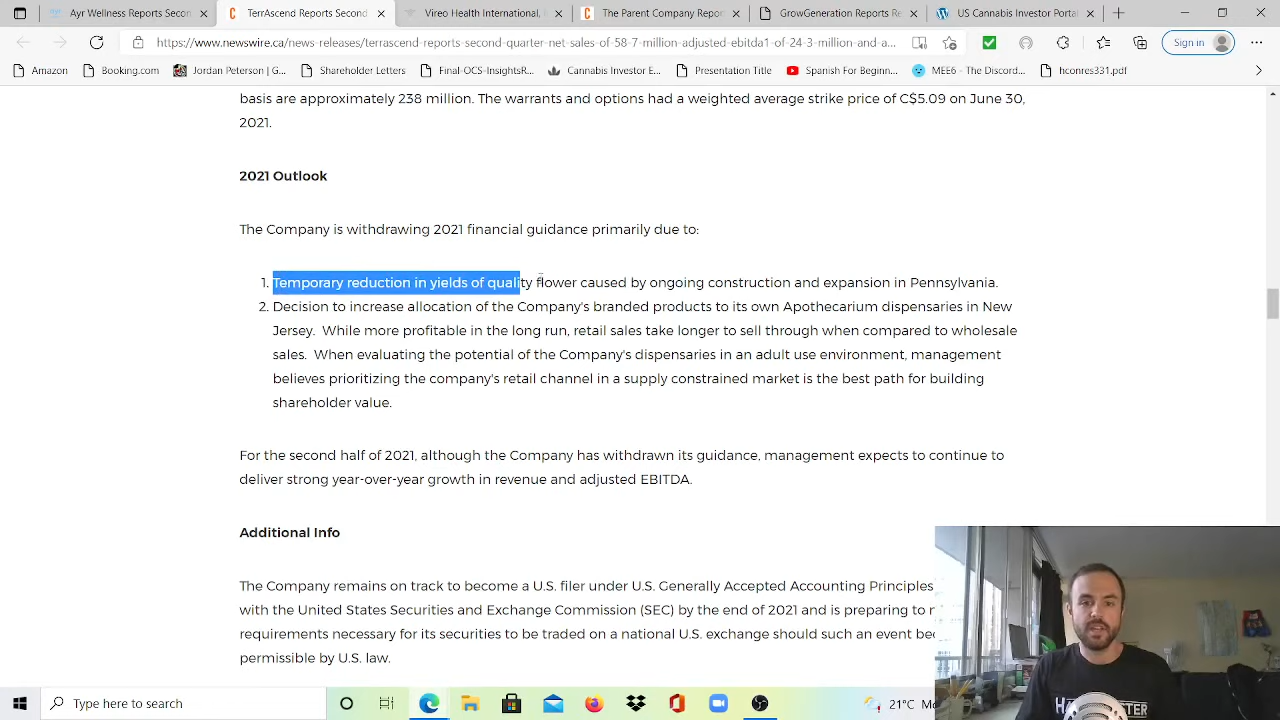 Ayr Wellness Reports Second
TerrAscend Reports Second
Vireo Health International, I
The Parent Company Repor
GrowGeneration Reports Re
US Cannabis Investor Portal
https://www.newswire.ca/news-releases/terrascend-reports-second-quarter-net-sales-of-58-7-million-adjusted-ebitda1-of-24-3-million-and-a...
Sign in
Amazon
Booking.com
Jordan Peterson | G...
Shareholder Letters
Final-OCS-InsightsR...
Cannabis Investor E...
Presentation Title
Spanish For Beginn...
MEE6 - The Discord...
hconres331.pdf
basis are approximately 238 million. The warrants and options had a weighted average strike price of C$5.09 on June 30,
2021.
2021 Outlook
The Company is withdrawing 2021 financial guidance primarily due to:
1. Temporary reduction in yields of quality flower caused by ongoing construction and expansion in Pennsylvania.
2. Decision to increase allocation of the Company's branded products to its own Apothecarium dispensaries in New
Jersey. While more profitable in the long run, retail sales take longer to sell through when compared to wholesale
sales. When evaluating the potential of the Company's dispensaries in an adult use environment, management
believes prioritizing the company's retail channel in a supply constrained market is the best path for building
shareholder value.
For the second half of 2021, although the Company has withdrawn its guidance, management expects to continue to
deliver strong year-over-year growth in revenue and adjusted EBITDA.
Additional Info
The Company remains on track to become a U.S. filer under U.S. Generally Accepted Accounting Principles
with the United States Securities and Exchange Commission (SEC) by the end of 2021 and is preparing to
requirements necessary for its securities to be traded on a national U.S. exchange should such an event
permissible by U.S. law.
Type here to search
21°C